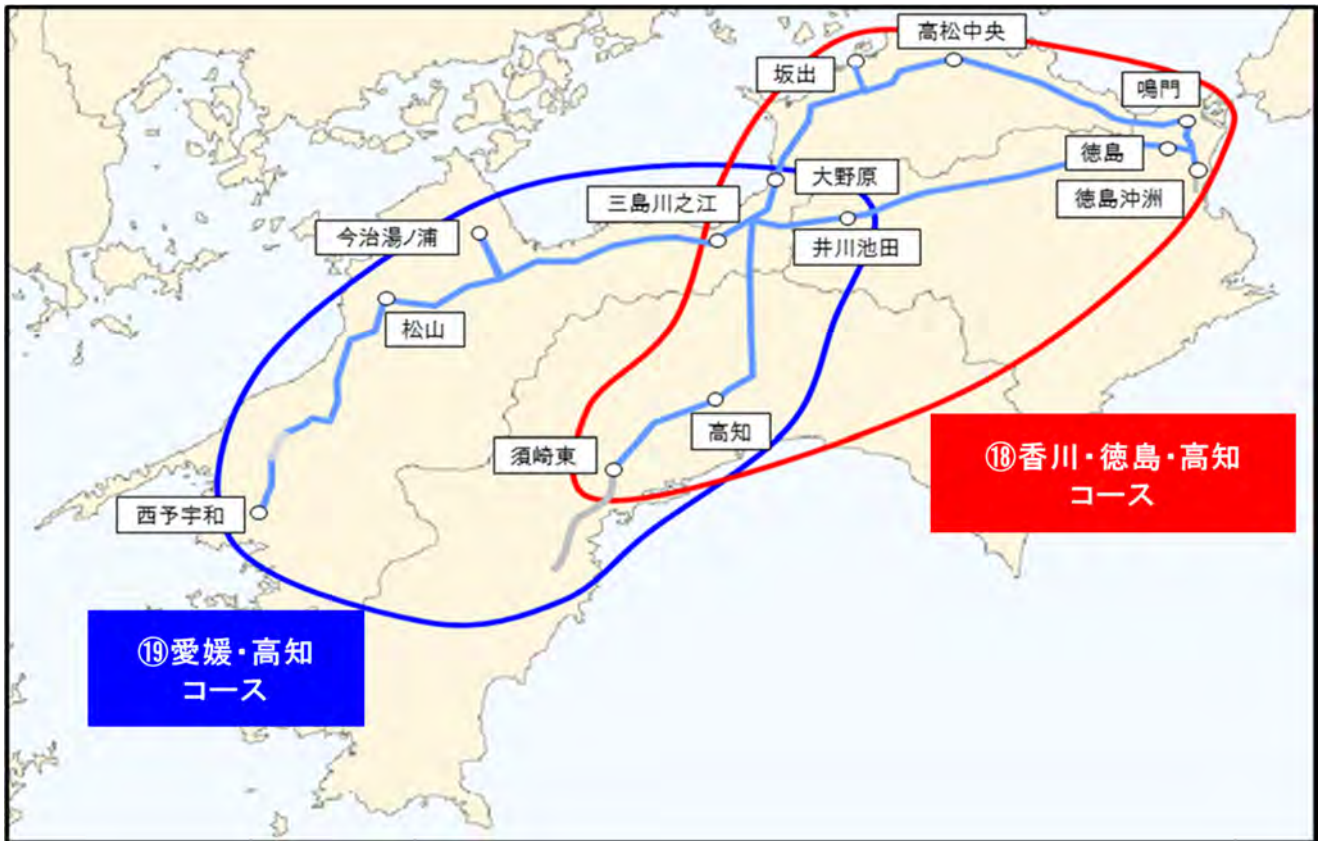 高松中央
坂出
鳴門
徳島
大野原
徳島沖洲
三島川之江
今治湯ノ浦
井川池田
松山
高知
須崎東
⑱香川・徳島・高知
コース
西予宇和
⑲愛媛・高知
コース